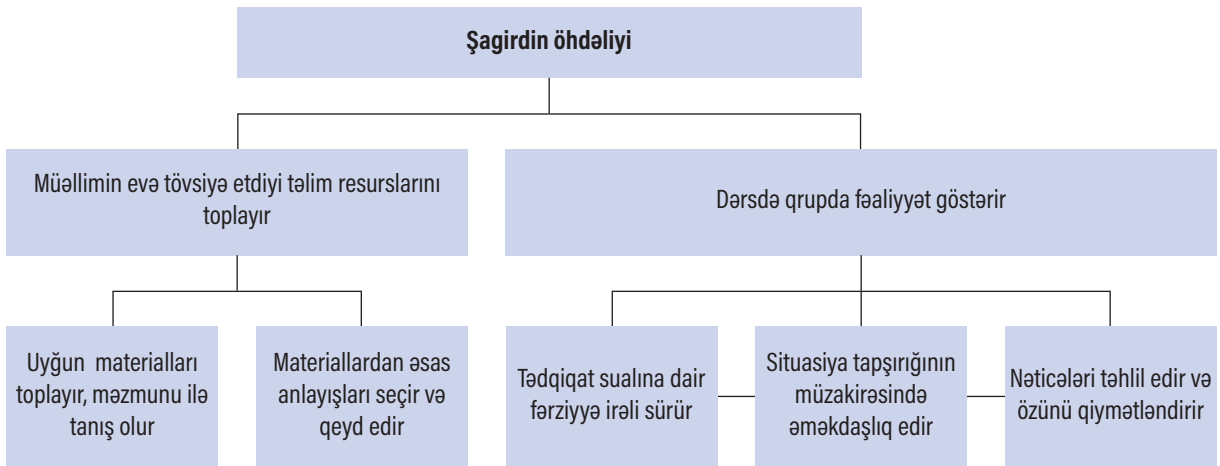 Şagirdin öhdəliyi
Müəllimin evə tövsiyə etdiyi təlim resurslarını
toplayır
Dərsdə qrupda fəaliyyət göstərir
Uyğun materialları
toplayır, məzmunu ilə
tanış olur
Materiallardan əsas
anlayışları seçir və
qeyd edir
Tədqiqat sualına dair
fərziyyə irəli sürür
Situasiya tapşırığının
müzakirəsində
əməkdaşlıq edir
Nəticələri təhlil edir və
özünü qiymətləndirir